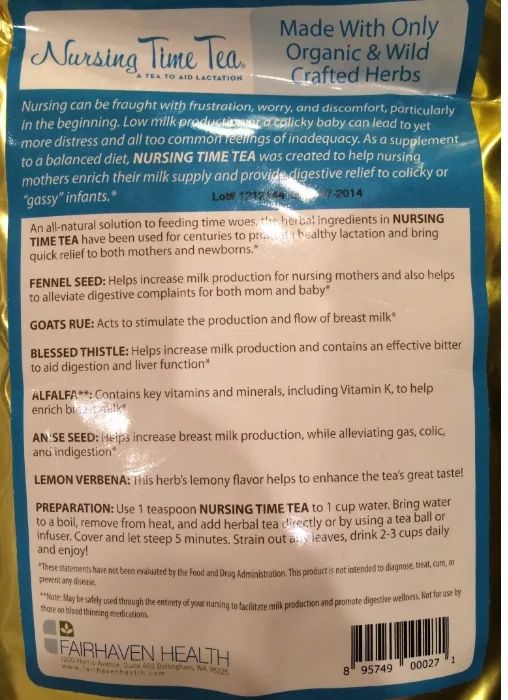 Nursing Time Tea®
A TEA TO AID LACTATION
Made With Only
Organic & Wild
Crafted Herbs
Nursing can be fraught with frustration, worry, and discomfort, particularly
in the beginning. Low milk production or a colicky baby can lead to yet
more distress and all too common feelings of inadequacy. As a supplement
to a balanced diet, NURSING TIME TEA was created to help nursing
mothers enrich their milk supply and provide digestive relief to colicky or
"gassy" infants.*
Lot# 7-2014
An all-natural solution to feeding time woes, the herbal ingredients in NURSING
TIME TEA have been used for centuries to promote healthy lactation and bring
quick relief to both mothers and newborns.*
FENNEL SEED: Helps increase milk production for nursing mothers and also helps
to alleviate digestive complaints for both mom and baby*
GOATS RUE: Acts to stimulate the production and flow of breast milk*
BLESSED THISTLE: Helps increase milk production and contains an effective bitter
to aid digestion and liver function*
ALFALFA**: Contains key vitamins and minerals, including Vitamin K, to help
enrich breast milk*
ANISE SEED: Helps increase breast milk production, while alleviating gas, colic,
and indigestion*
LEMON VERBENA: This herb's lemony flavor helps to enhance the tea's great taste!
PREPARATION: Use 1 teaspoon NURSING TIME TEA to 1 cup water. Bring water
to a boil, remove from heat, and add herbal tea directly or by using a tea ball or
infuser. Cover and let steep 5 minutes. Strain out any leaves, drink 2-3 cups daily
and enjoy!
*These statements have not been evaluated by the Food and Drug Administration. This product is not intended to diagnose, treat, cure, or
prevent any disease.
**Note: May be safely used through the entirety of your nursing to facilitate milk production and promote digestive wellness. Not for use by
those on blood thinning medications.
FAIRHAVEN HEALTH
1200 Harris Avenue, Suite 403 Bellingham, WA 98225
www.fairhavenhealth.com
8 95749 00027 1